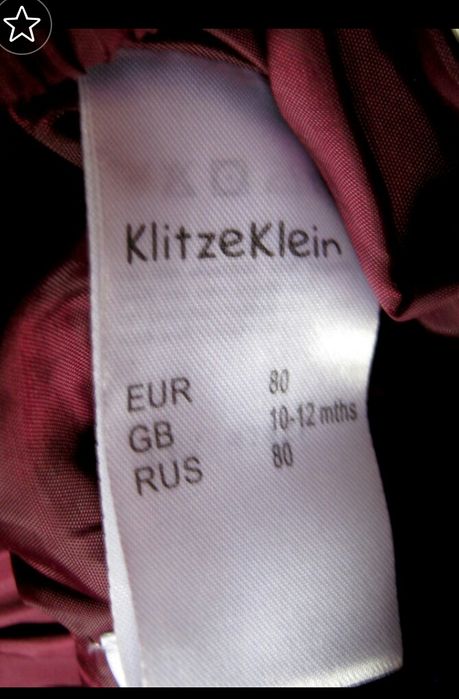 KlitzeKlein
EUR 80
GB 10-12 mths
RUS 80